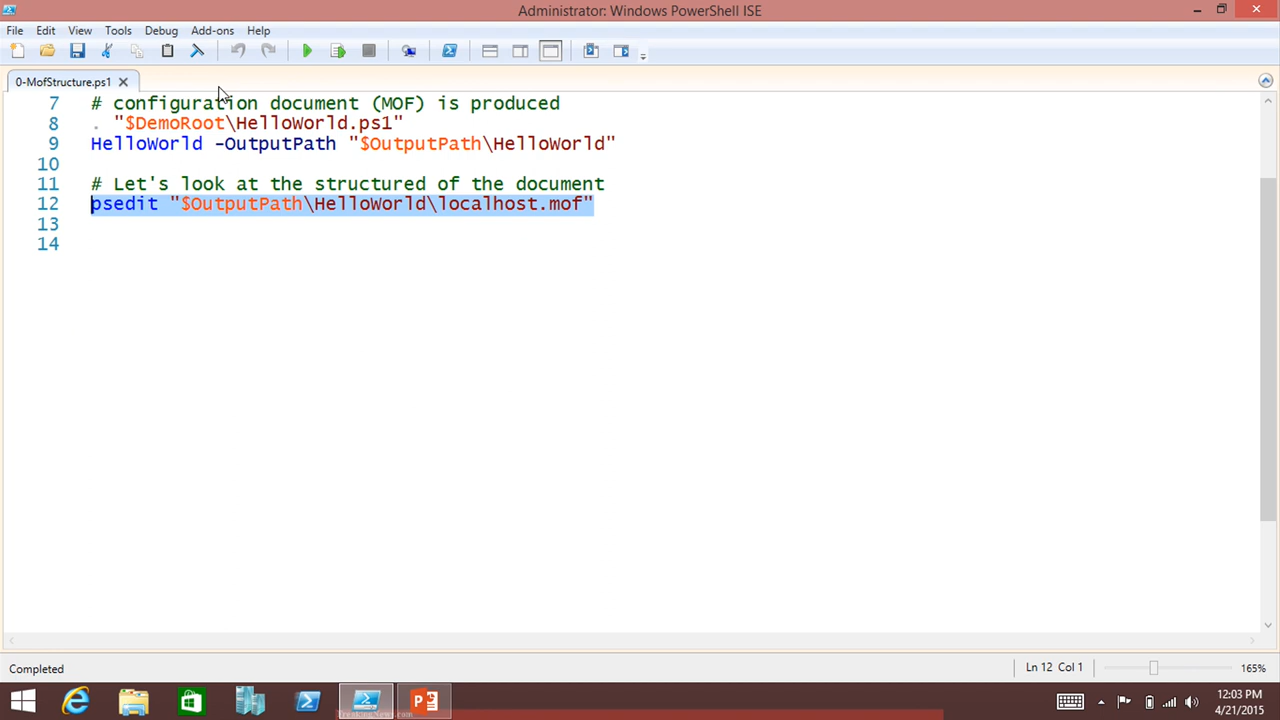 Administrator: Windows PowerShell ISE
File Edit View Tools Debug Add-ons Help
0-MofStructure.ps1
7 # configuration document (MOF) is produced
8 . "$DemoRoot\HelloWorld.ps1"
9 HelloWorld -OutputPath "$OutputPath\HelloWorld"
10
11 # Let's look at the structured of the document
12 psedit "$OutputPath\HelloWorld\localhost.mof"
13
14
Completed
Ln 12 Col 1
165%
12:03 PM
4/21/2015